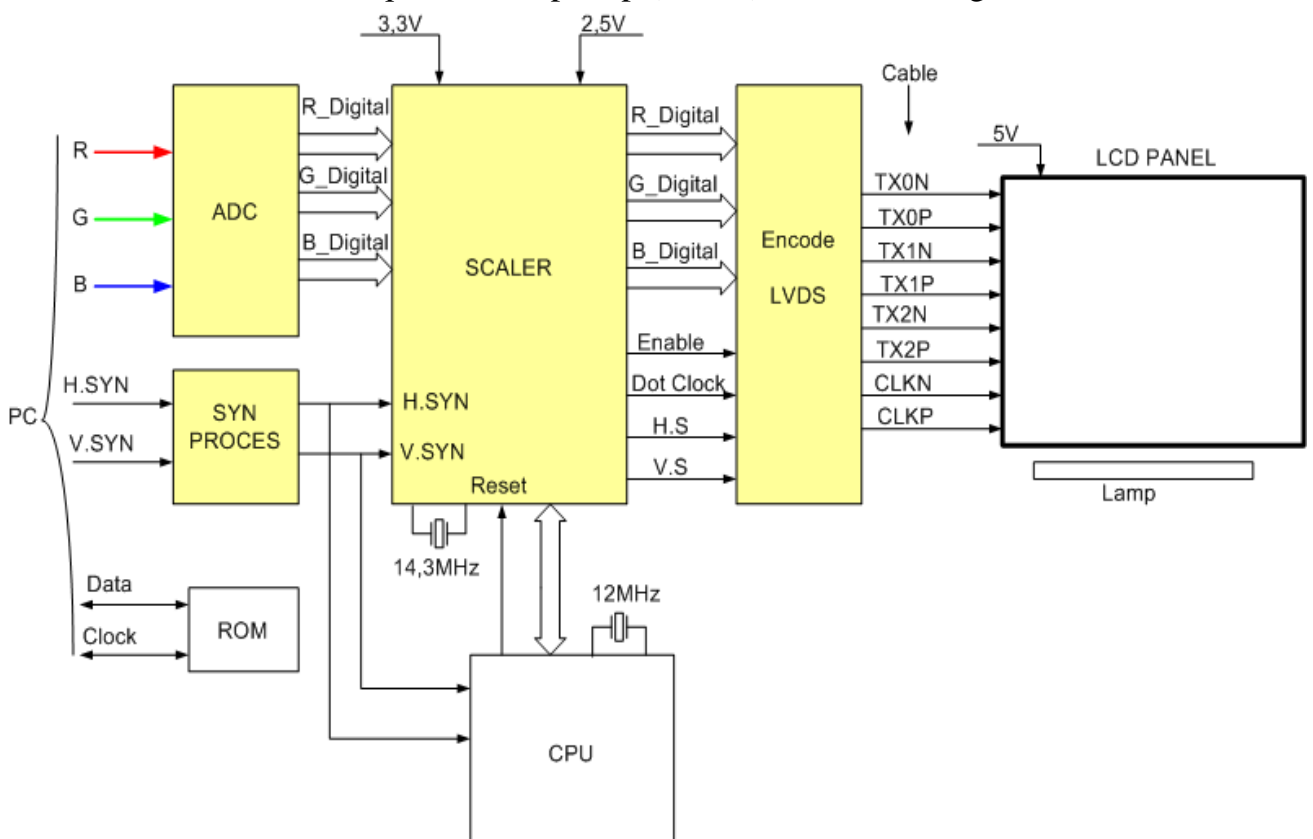 3,3V
2,5V
Cable
R_Digital
R_Digital
5V
LCD PANEL
R
G_Digital
G_Digital
TX0N
G
ADC
TX0P
B_Digital
B_Digital
Encode
TX1N
SCALER
B
LVDS
TX1P
TX2N
Enable
TX2P
H.SYN
Dot Clock
CLKN
SYN
PROCES
H.SYN
PC
H.S
CLKP
V.SYN
V.SYN
V.S
Reset
Lamp
14,3MHz
Data
12MHz
ROM
Clock
CPU